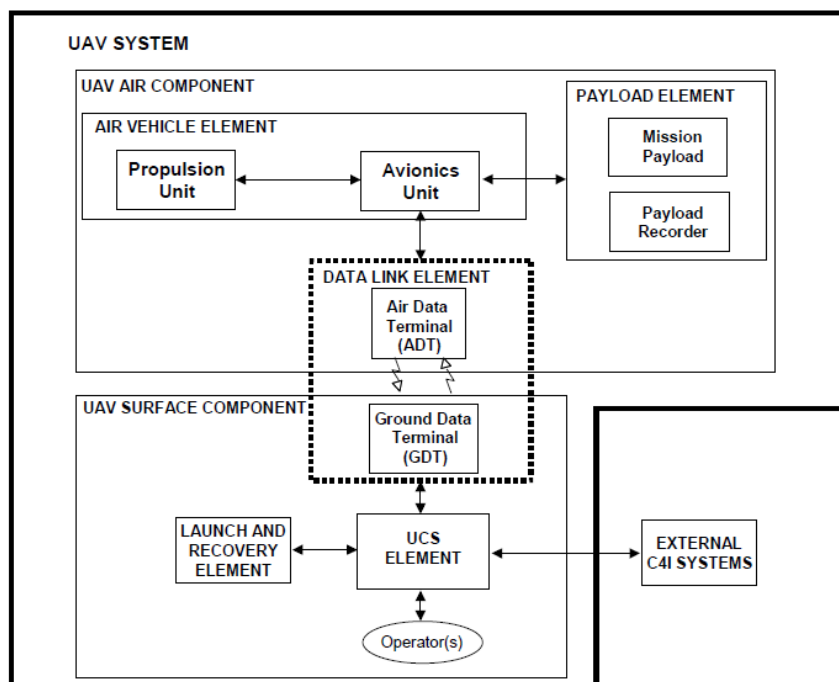 UAV SYSTEM
UAV AIR COMPONENT
PAYLOAD ELEMENT
AIR VEHICLE ELEMENT
Mission
Payload
Propulsion
Unit
Avionics
Unit
Payload
Recorder
DATA LINK ELEMENT
Air Data
Terminal
(ADT)
UAV SURFACE COMPONENT
Ground Data
Terminal
(GDT)
LAUNCH AND
RECOVERY
ELEMENT
UCS
ELEMENT
EXTERNAL
C4I SYSTEMS
Operator(s)